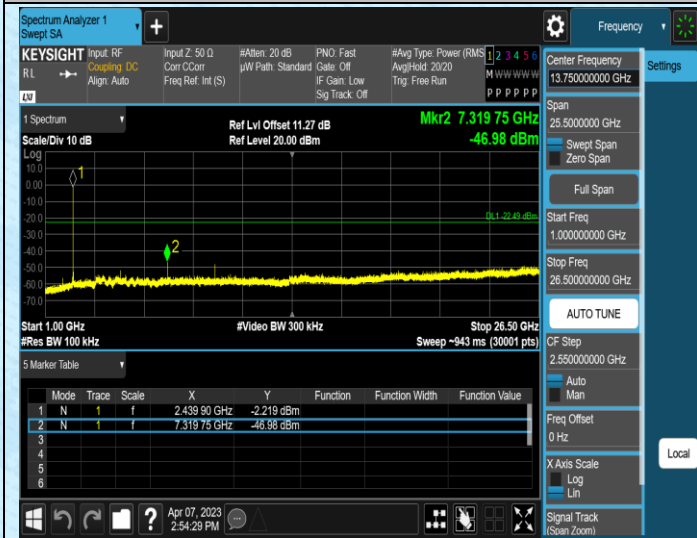 Spectrum Analyzer 1
Swept SA
+
Frequency
KEYSIGHT
R L
LXI
Input: RF
Coupling: DC
Align: Auto
Input Z: 50 Ω
Corr CCorr
Freq Ref: Int (S)
#Atten: 20 dB
µW Path: Standard
PNO: Fast
Gate: Off
IF Gain: Low
Sig Track: Off
#Avg Type: Power (RMS
Avg|Hold: 20/20
Trig: Free Run
1 2 3 4 5 6
M W W W W W
P P P P P P
1 Spectrum
Scale/Div 10 dB
Ref Lvl Offset 11.27 dB
Ref Level 20.00 dBm
Mkr2 7.319 75 GHz
-46.98 dBm
Log
10.0
0.00
-10.0
-20.0
-30.0
-40.0
-50.0
-60.0
-70.0
1
2
DL1 -22.49 dBm
Start 1.00 GHz
#Res BW 100 kHz
#Video BW 300 kHz
Stop 26.50 GHz
Sweep ~943 ms (30001 pts)
5 Marker Table
Mode Trace Scale X Y Function Function Width Function Value
1 N 1 f 2.439 90 GHz -2.219 dBm
2 N 1 f 7.319 75 GHz -46.98 dBm
3
4
5
6
Center Frequency
13.750000000 GHz
Settings
Span
25.5000000 GHz
Swept Span
Zero Span
Full Span
Start Freq
1.000000000 GHz
Stop Freq
26.500000000 GHz
AUTO TUNE
CF Step
2.550000000 GHz
Auto
Man
Freq Offset
0 Hz
X Axis Scale
Log
Lin
Signal Track
(Span Zoom)
Local
?
Apr 07, 2023
2:54:29 PM